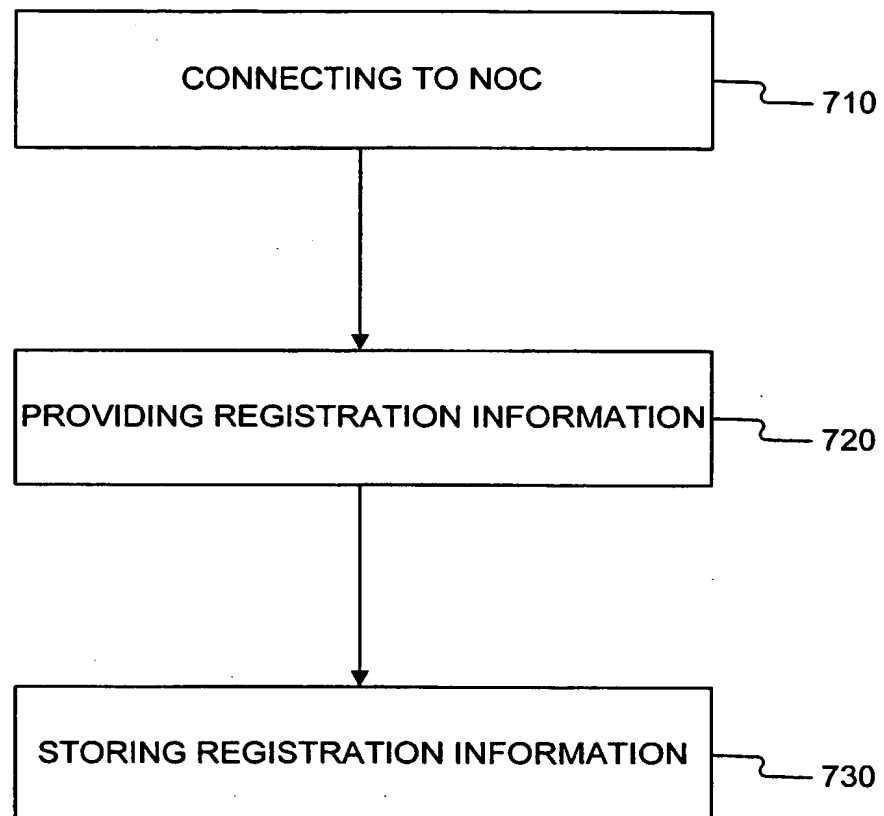 CONNECTING TO NOC
710
PROVIDING REGISTRATION INFORMATION
720
STORING REGISTRATION INFORMATION
730